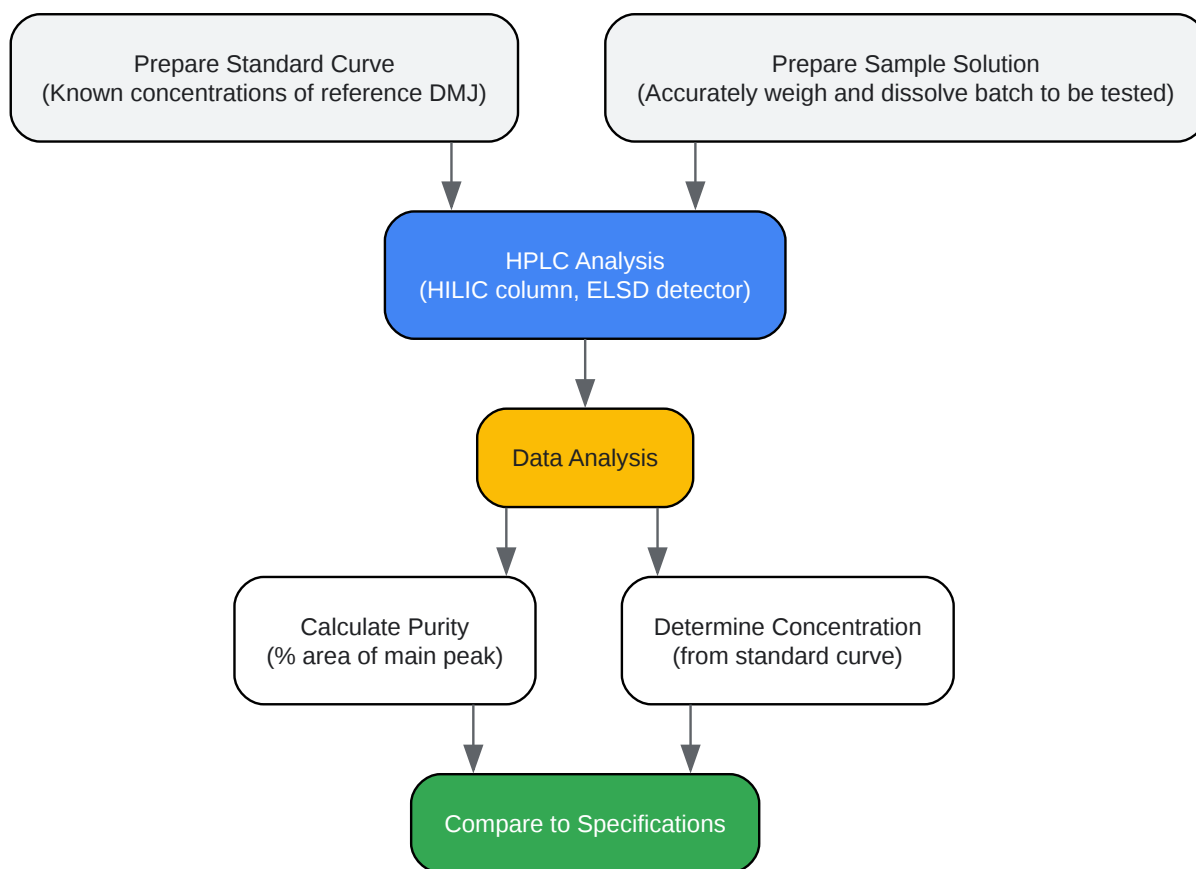 Prepare Standard Curve
(Known concentrations of reference DMJ)
Prepare Sample Solution
(Accurately weigh and dissolve batch to be tested)
HPLC Analysis
(HILIC column, ELSD detector)
Data Analysis
Calculate Purity
(% area of main peak)
Determine Concentration
(from standard curve)
Compare to Specifications